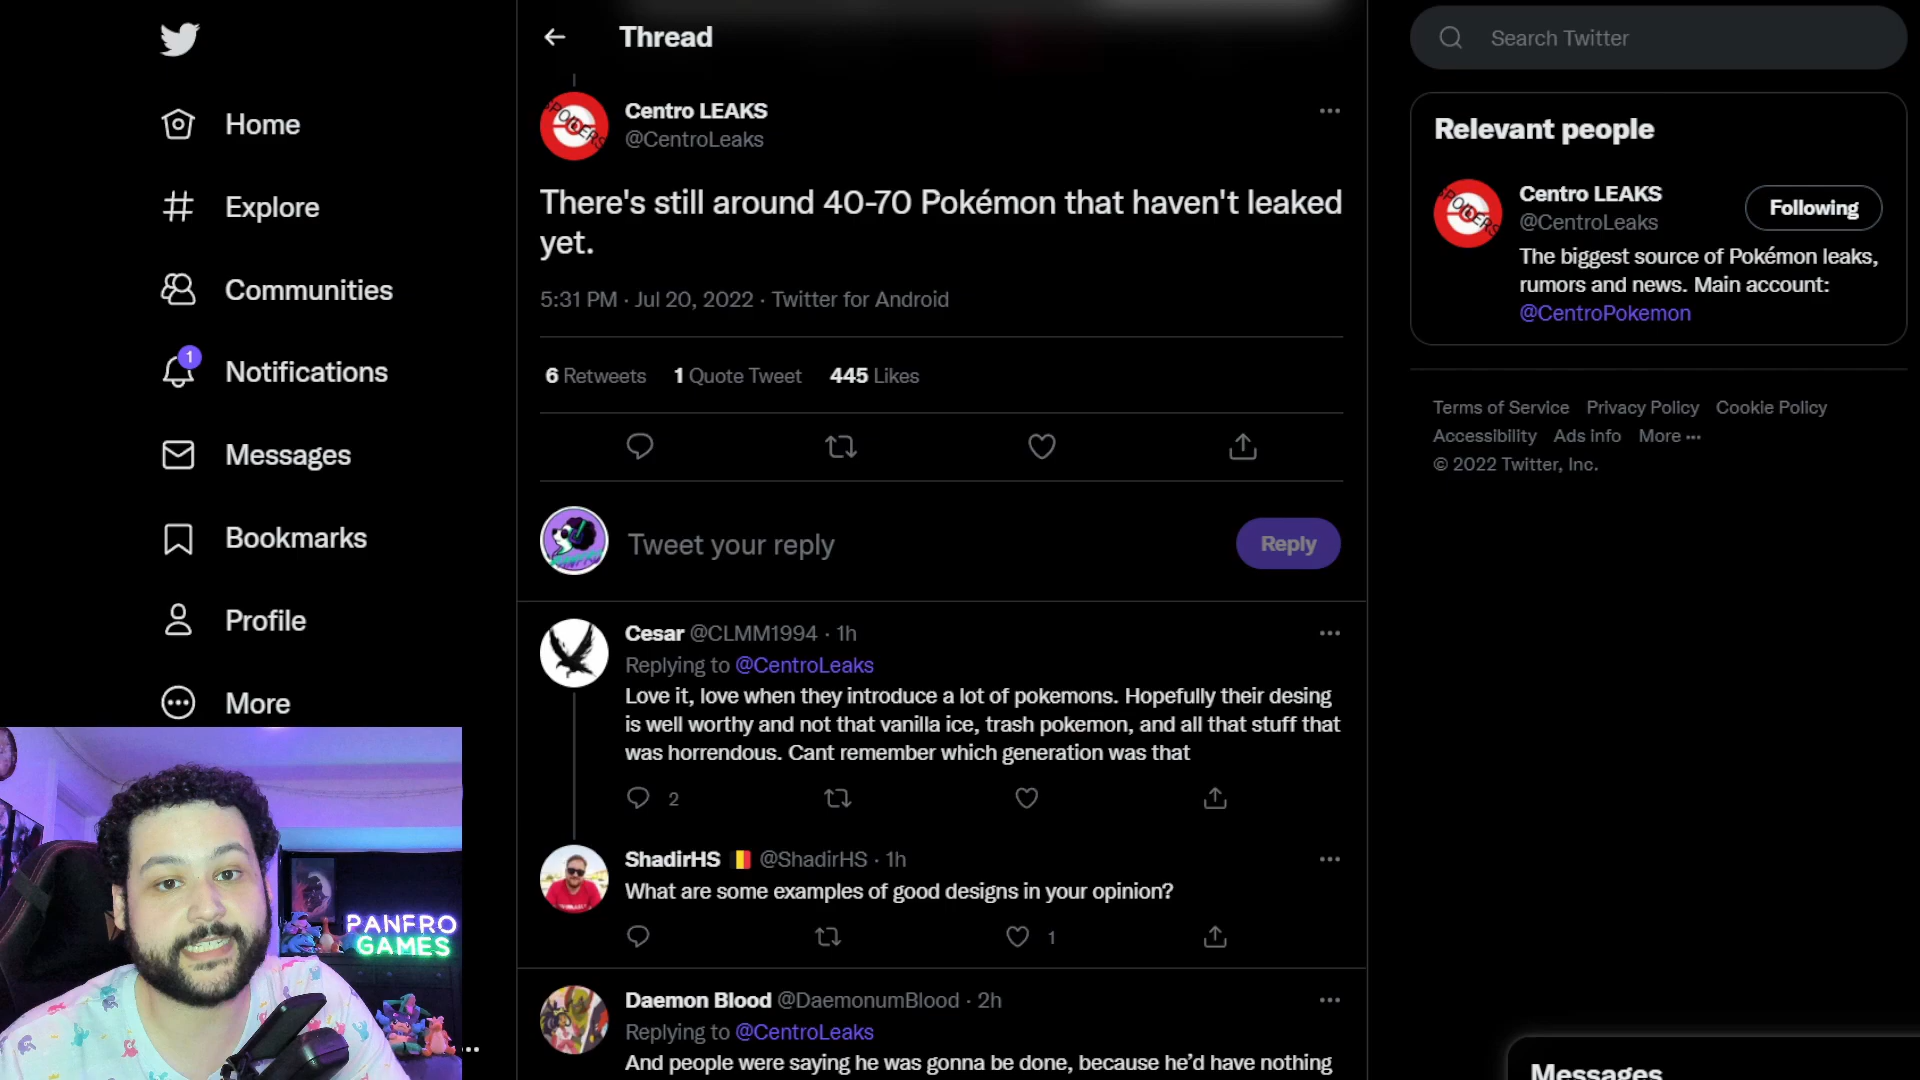 Home
Explore
Communities
1
Notifications
Messages
Bookmarks
Profile
More
PANFRO
GAMES
Thread
SPOILERS
Centro LEAKS
@CentroLeaks
There's still around 40-70 Pokémon that haven't leaked
yet.
5:31 PM · Jul 20, 2022 · Twitter for Android
6 Retweets 1 Quote Tweet 445 Likes
Tweet your reply
Reply
Cesar @CLMM1994 · 1h
Replying to @CentroLeaks
Love it, love when they introduce a lot of pokemons. Hopefully their desing
is well worthy and not that vanilla ice, trash pokemon, and all that stuff that
was horrendous. Cant remember which generation was that
2
ShadirHS @ShadirHS · 1h
What are some examples of good designs in your opinion?
1
Daemon Blood @DaemonumBlood · 2h
Replying to @CentroLeaks
And people were saying he was gonna be done, because he'd have nothing
Search Twitter
Relevant people
SPOILERS
Centro LEAKS
@CentroLeaks
Following
The biggest source of Pokémon leaks,
rumors and news. Main account:
@CentroPokemon
Terms of Service Privacy Policy Cookie Policy
Accessibility Ads info More ···
© 2022 Twitter, Inc.
Messages